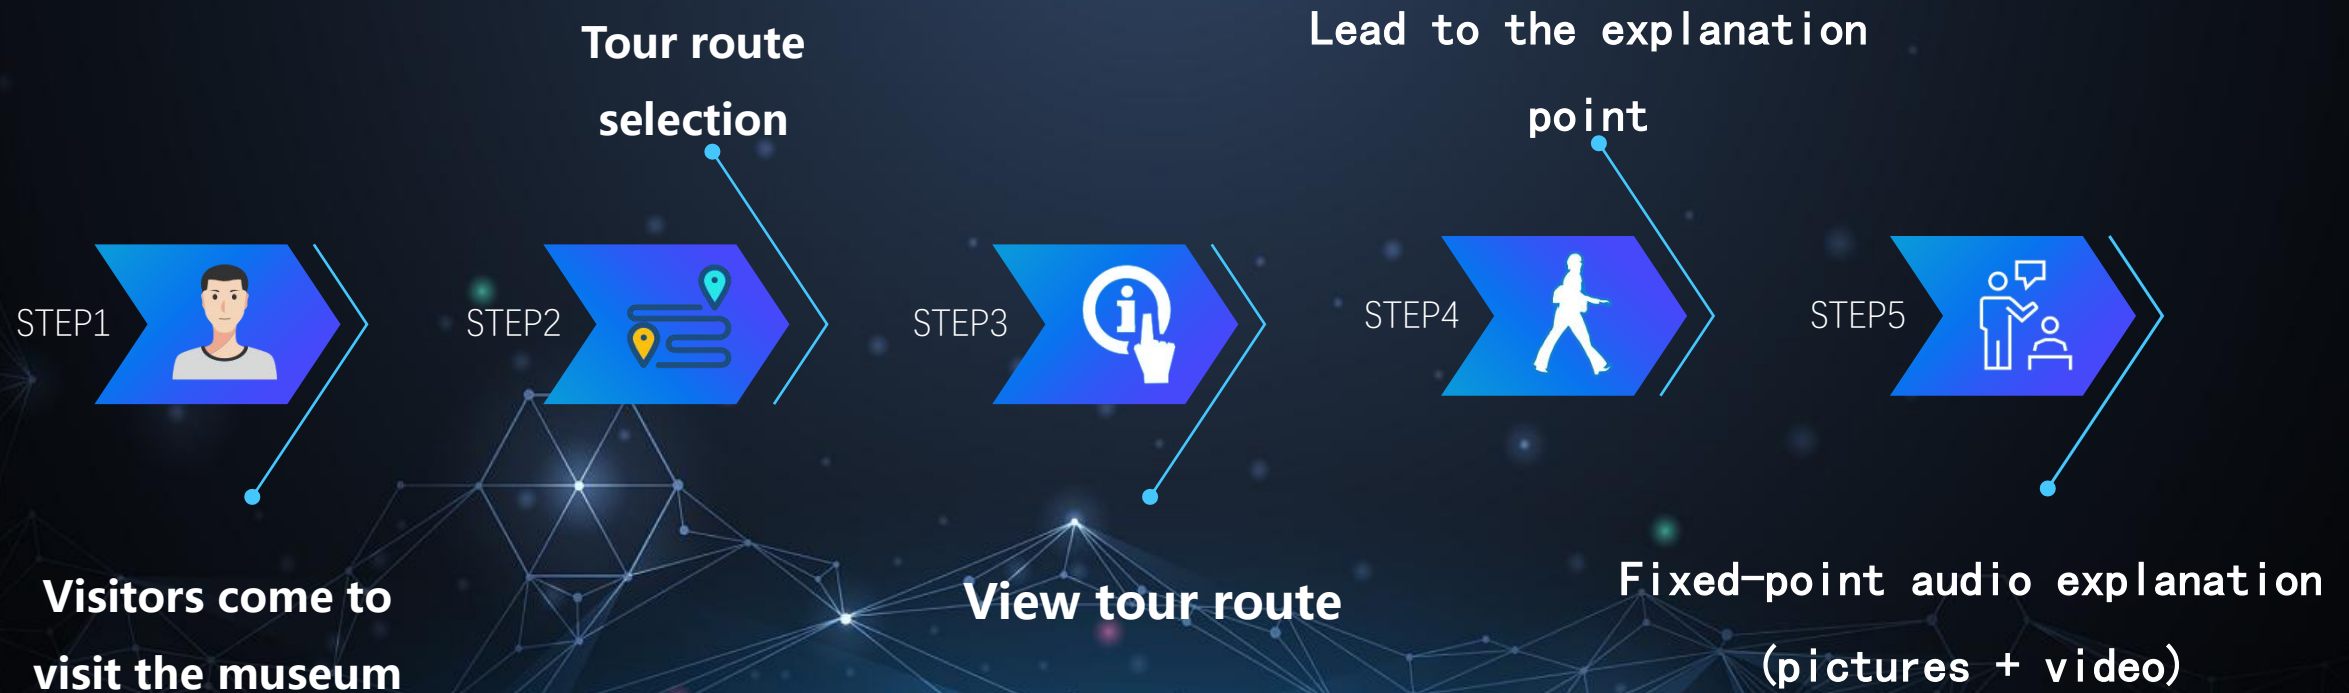 Tour route
selection
Lead to the explanation
point
STEP1
STEP2
STEP3
STEP4
STEP5
Visitors come to
visit the museum
View tour route
Fixed-point audio explanation
(pictures + video)